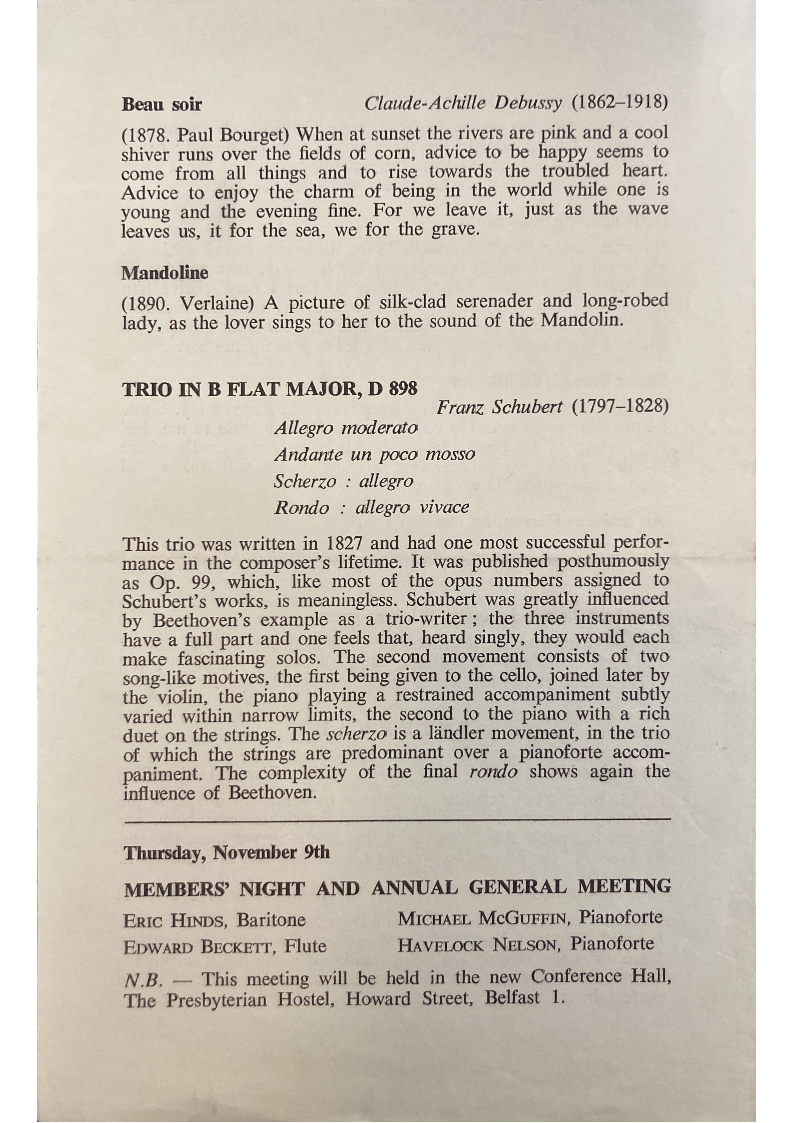 Beau soir Claude-Achille Debussy (1862–1918)
(1878. Paul Bourget) When at sunset the rivers are pink and a cool
shiver runs over the fields of corn, advice to be happy seems to
come from all things and to rise towards the troubled heart.
Advice to enjoy the charm of being in the world while one is
young and the evening fine. For we leave it, just as the wave
leaves us, it for the sea, we for the grave.
Mandoline
(1890. Verlaine) A picture of silk-clad serenader and long-robed
lady, as the lover sings to her to the sound of the Mandolin.
TRIO IN B FLAT MAJOR, D 898
Franz Schubert (1797–1828)
Allegro moderato
Andante un poco mosso
Scherzo : allegro
Rondo : allegro vivace
This trio was written in 1827 and had one most successful perfor-
mance in the composer's lifetime. It was published posthumously
as Op. 99, which, like most of the opus numbers assigned to
Schubert's works, is meaningless. Schubert was greatly influenced
by Beethoven's example as a trio-writer ; the three instruments
have a full part and one feels that, heard singly, they would each
make fascinating solos. The second movement consists of two
song-like motives, the first being given to the cello, joined later by
the violin, the piano playing a restrained accompaniment subtly
varied within narrow limits, the second to the piano with a rich
duet on the strings. The scherzo is a ländler movement, in the trio
of which the strings are predominant over a pianoforte accom-
paniment. The complexity of the final rondo shows again the
influence of Beethoven.
Thursday, November 9th
MEMBERS' NIGHT AND ANNUAL GENERAL MEETING
ERIC HINDS, Baritone MICHAEL MCGUFFIN, Pianoforte
EDWARD BECKETT, Flute HAVELOCK NELSON, Pianoforte
N.B. — This meeting will be held in the new Conference Hall,
The Presbyterian Hostel, Howard Street, Belfast 1.